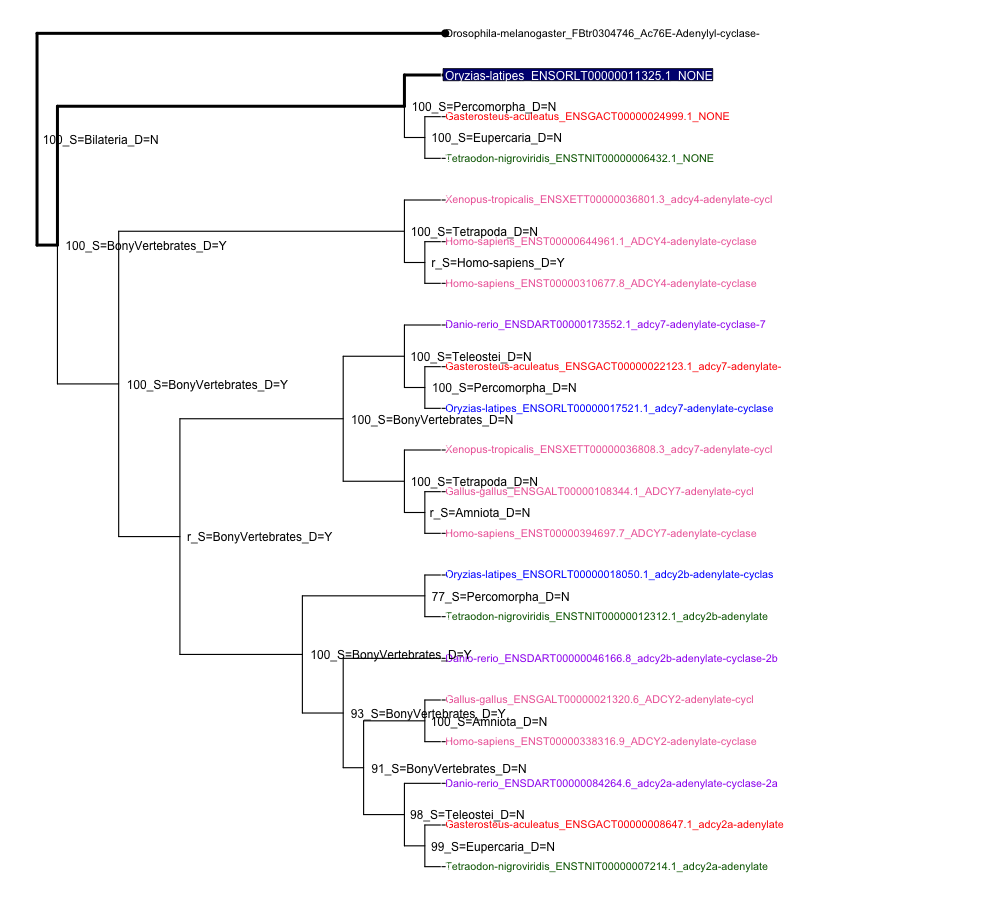 Drosophila-melanogaster_FBtr0304746_Ac76E-Adenylyl-cyclase-
Oryzias-latipes_ENSORLT00000011325.1_NONE
100_S=Percomorpha_D=N
Gasterosteus-aculeatus_ENSGACT00000024999.1_NONE
100_S=Bilateria_D=N
100_S=Eupercaria_D=N
Tetraodon-nigroviridis_ENSTNIT00000006432.1_NONE
Xenopus-tropicalis_ENSXETT00000036801.3_adcy4-adenylate-cycl
100_S=Tetrapoda_D=N
Homo-sapiens_ENST00000644961.1_ADCY4-adenylate-cyclase
100_S=BonyVertebrates_D=Y
r_S=Homo-sapiens_D=Y
Homo-sapiens_ENST00000310677.8_ADCY4-adenylate-cyclase
Danio-rerio_ENSDART00000173552.1_adcy7-adenylate-cyclase-7
100_S=Teleostei_D=N
Gasterosteus-aculeatus_ENSGACT00000022123.1_adcy7-adenylate-
100_S=BonyVertebrates_D=Y
100_S=Percomorpha_D=N
Oryzias-latipes_ENSORLT00000017521.1_adcy7-adenylate-cyclase
100_S=BonyVertebrates_D=N
Xenopus-tropicalis_ENSXETT00000036808.3_adcy7-adenylate-cycl
100_S=Tetrapoda_D=N
Gallus-gallus_ENSGALT00000108344.1_ADCY7-adenylate-cycl
r_S=Amniota_D=N
Homo-sapiens_ENST00000394697.7_ADCY7-adenylate-cyclase
r_S=BonyVertebrates_D=Y
Oryzias-latipes_ENSORLT00000018050.1_adcy2b-adenylate-cyclas
77_S=Percomorpha_D=N
Tetraodon-nigroviridis_ENSTNIT00000012312.1_adcy2b-adenylate
100_S=BonyVertebrates_D=Y
Danio-rerio_ENSDART00000046166.8_adcy2b-adenylate-cyclase-2b
Gallus-gallus_ENSGALT00000021320.6_ADCY2-adenylate-cycl
93_S=BonyVertebrates_D=Y
100_S=Amniota_D=N
Homo-sapiens_ENST00000338316.9_ADCY2-adenylate-cyclase
91_S=BonyVertebrates_D=N
Danio-rerio_ENSDART00000084264.6_adcy2a-adenylate-cyclase-2a
98_S=Teleostei_D=N
Gasterosteus-aculeatus_ENSGACT00000008647.1_adcy2a-adenylate
99_S=Eupercaria_D=N
Tetraodon-nigroviridis_ENSTNIT00000007214.1_adcy2a-adenylate